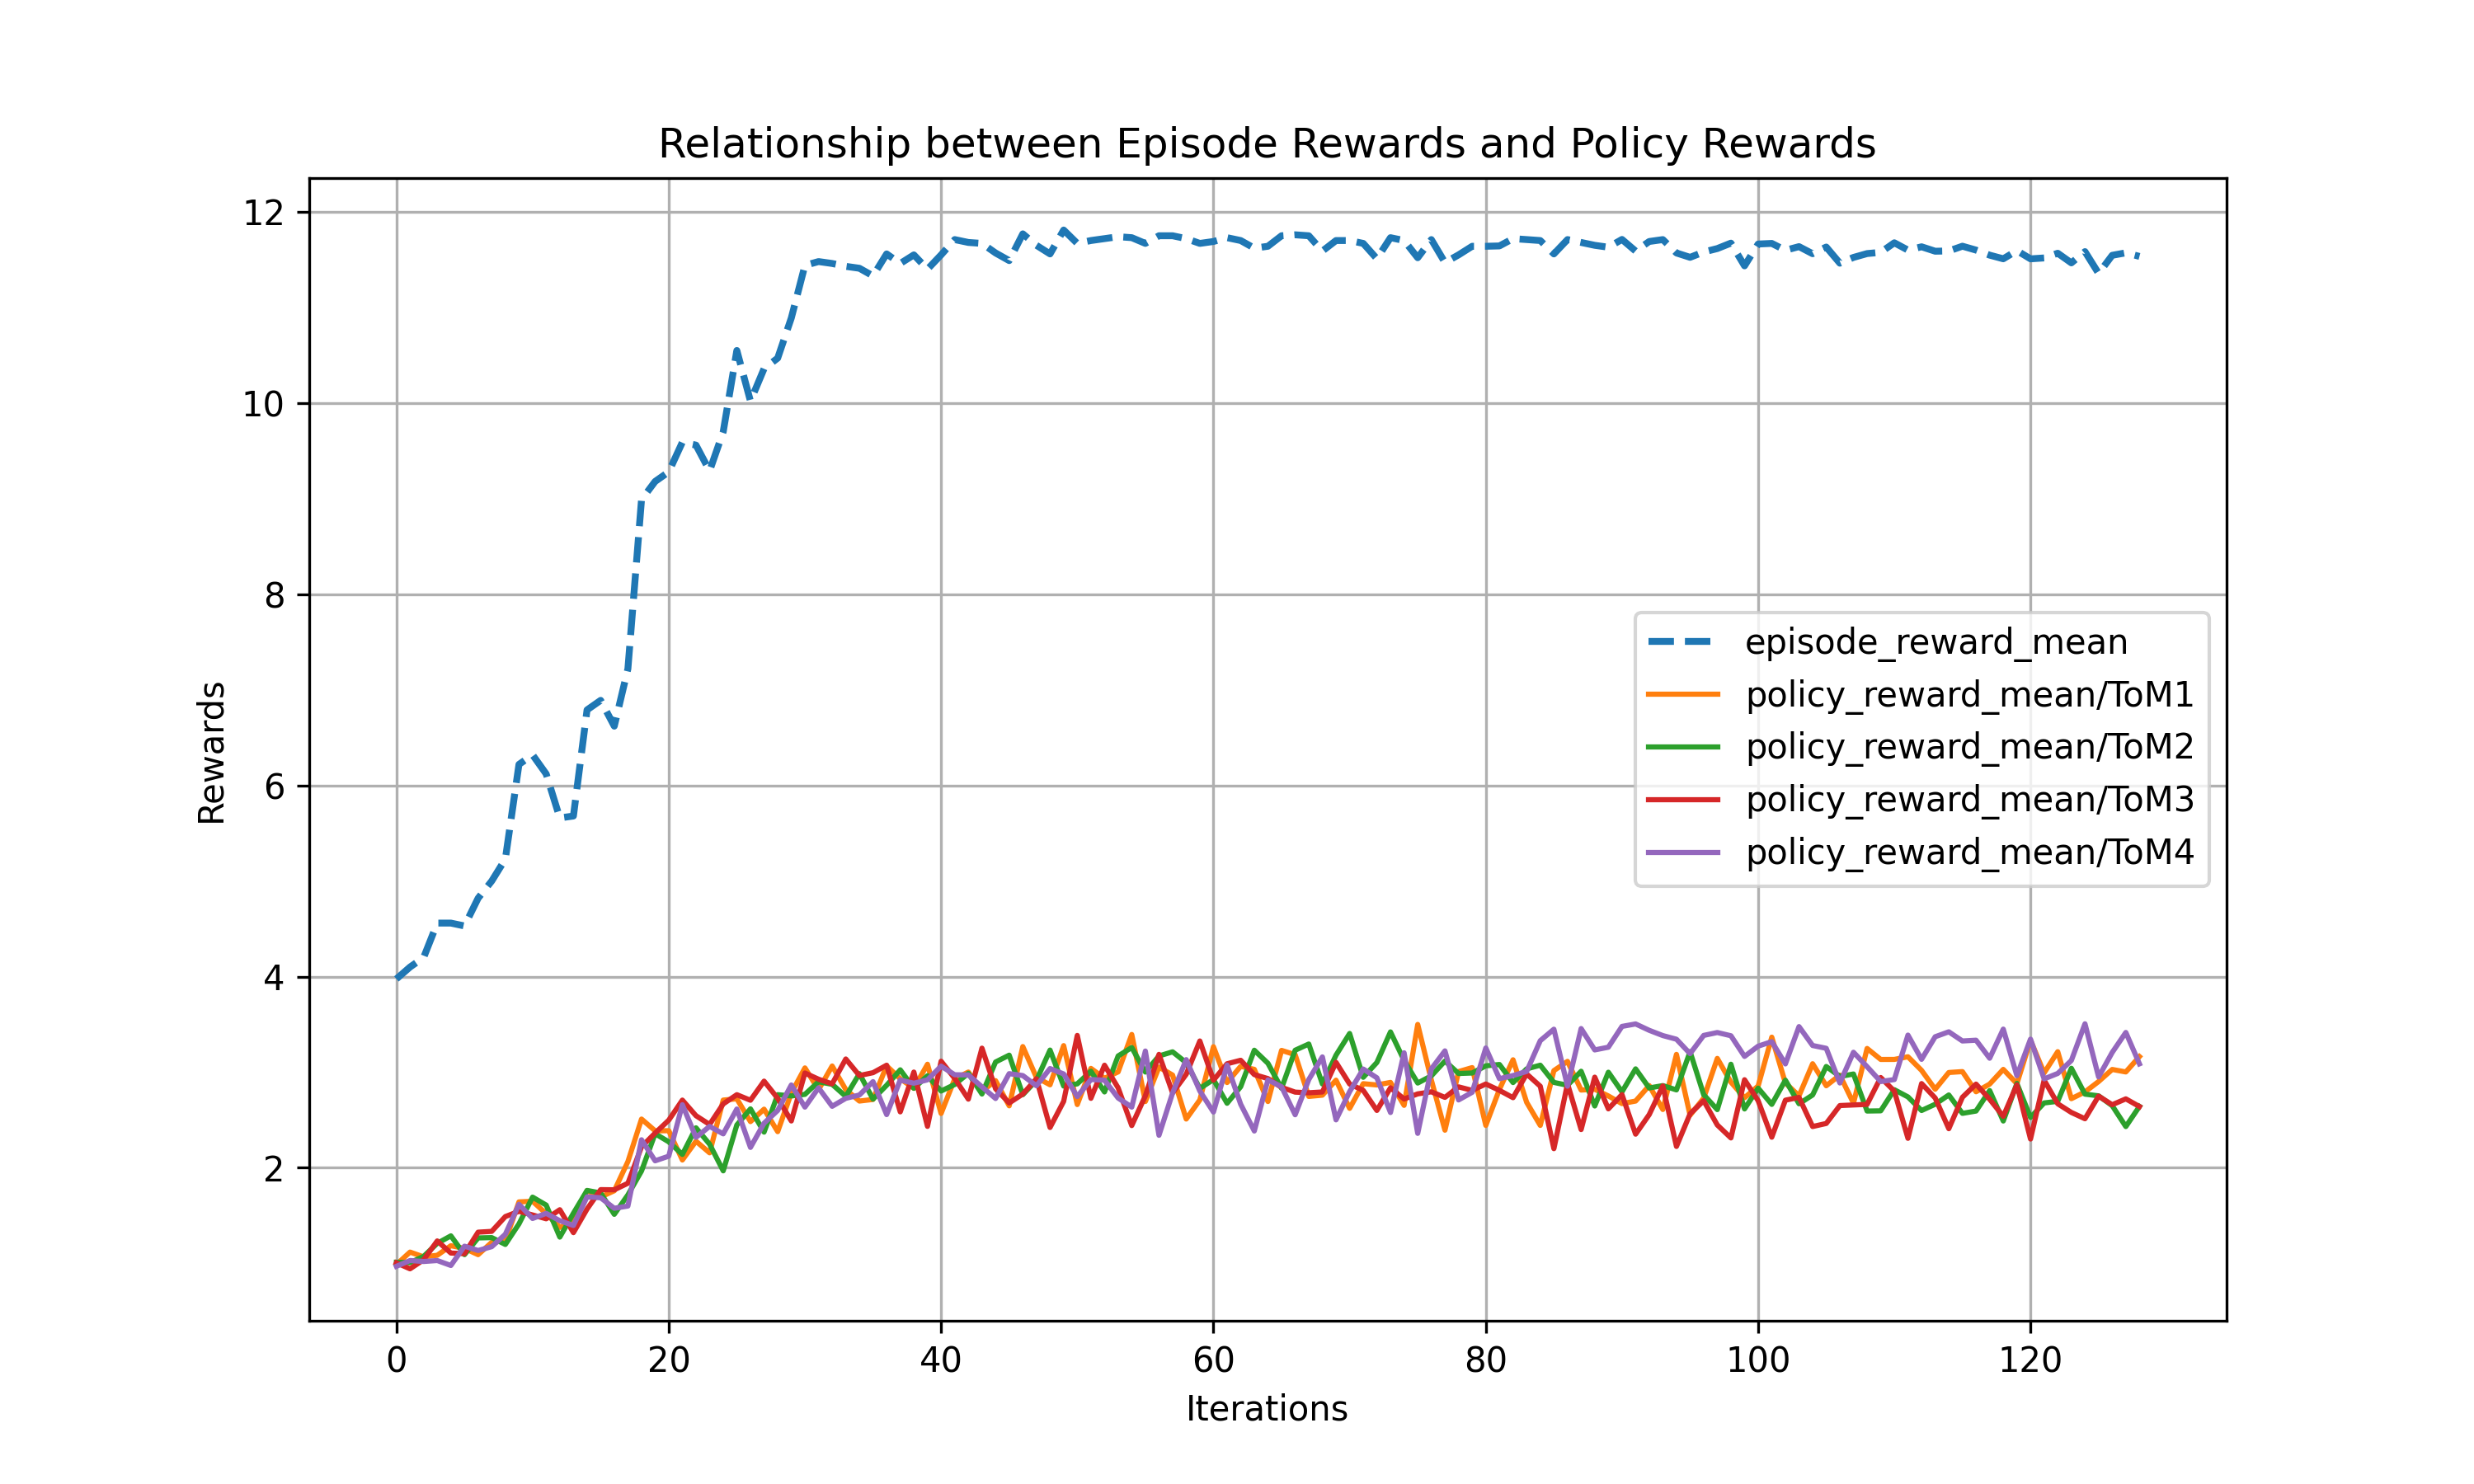 Relationship between Episode Rewards and Policy Rewards
12
10
8
6
4
2
Rewards
episode_reward_mean
policy_reward_mean/ToM1
policy_reward_mean/ToM2
policy_reward_mean/ToM3
policy_reward_mean/ToM4
0 20 40 60 80 100 120
Iterations